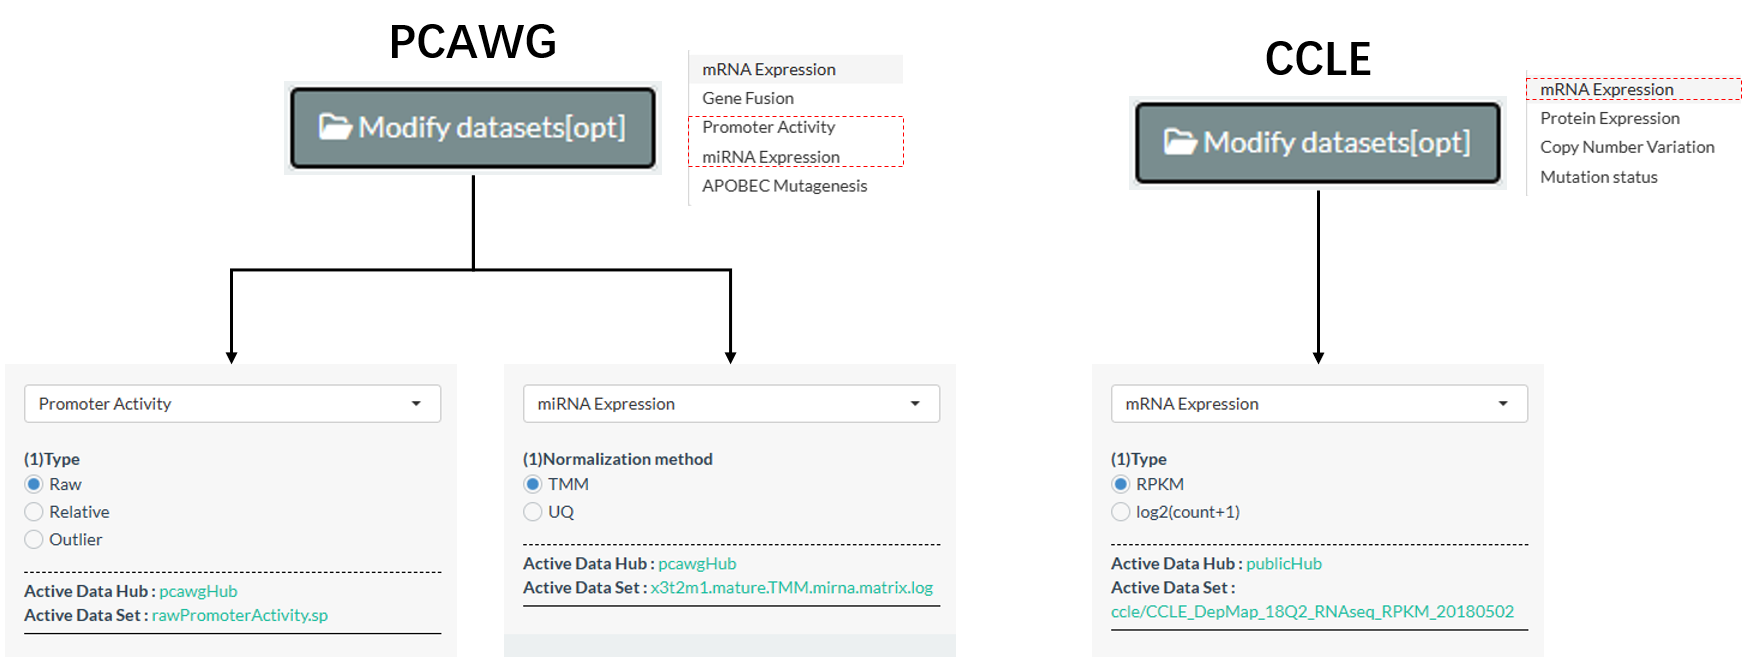 PCAWG
Modify datasets[opt]
mRNA Expression
Gene Fusion
Promoter Activity
miRNA Expression
APOBEC Mutagenesis
Promoter Activity
(1)Type
Raw
Relative
Outlier
Active Data Hub : pcawgHub
Active Data Set : rawPromoterActivity.sp
miRNA Expression
(1)Normalization method
TMM
UQ
Active Data Hub : pcawgHub
Active Data Set : x3t2m1.mature.TMM.mirna.matrix.log
CCLE
Modify datasets[opt]
mRNA Expression
Protein Expression
Copy Number Variation
Mutation status
mRNA Expression
(1)Type
RPKM
log2(count+1)
Active Data Hub : publicHub
Active Data Set :
ccle/CCLE_DepMap_18Q2_RNAseq_RPKM_20180502